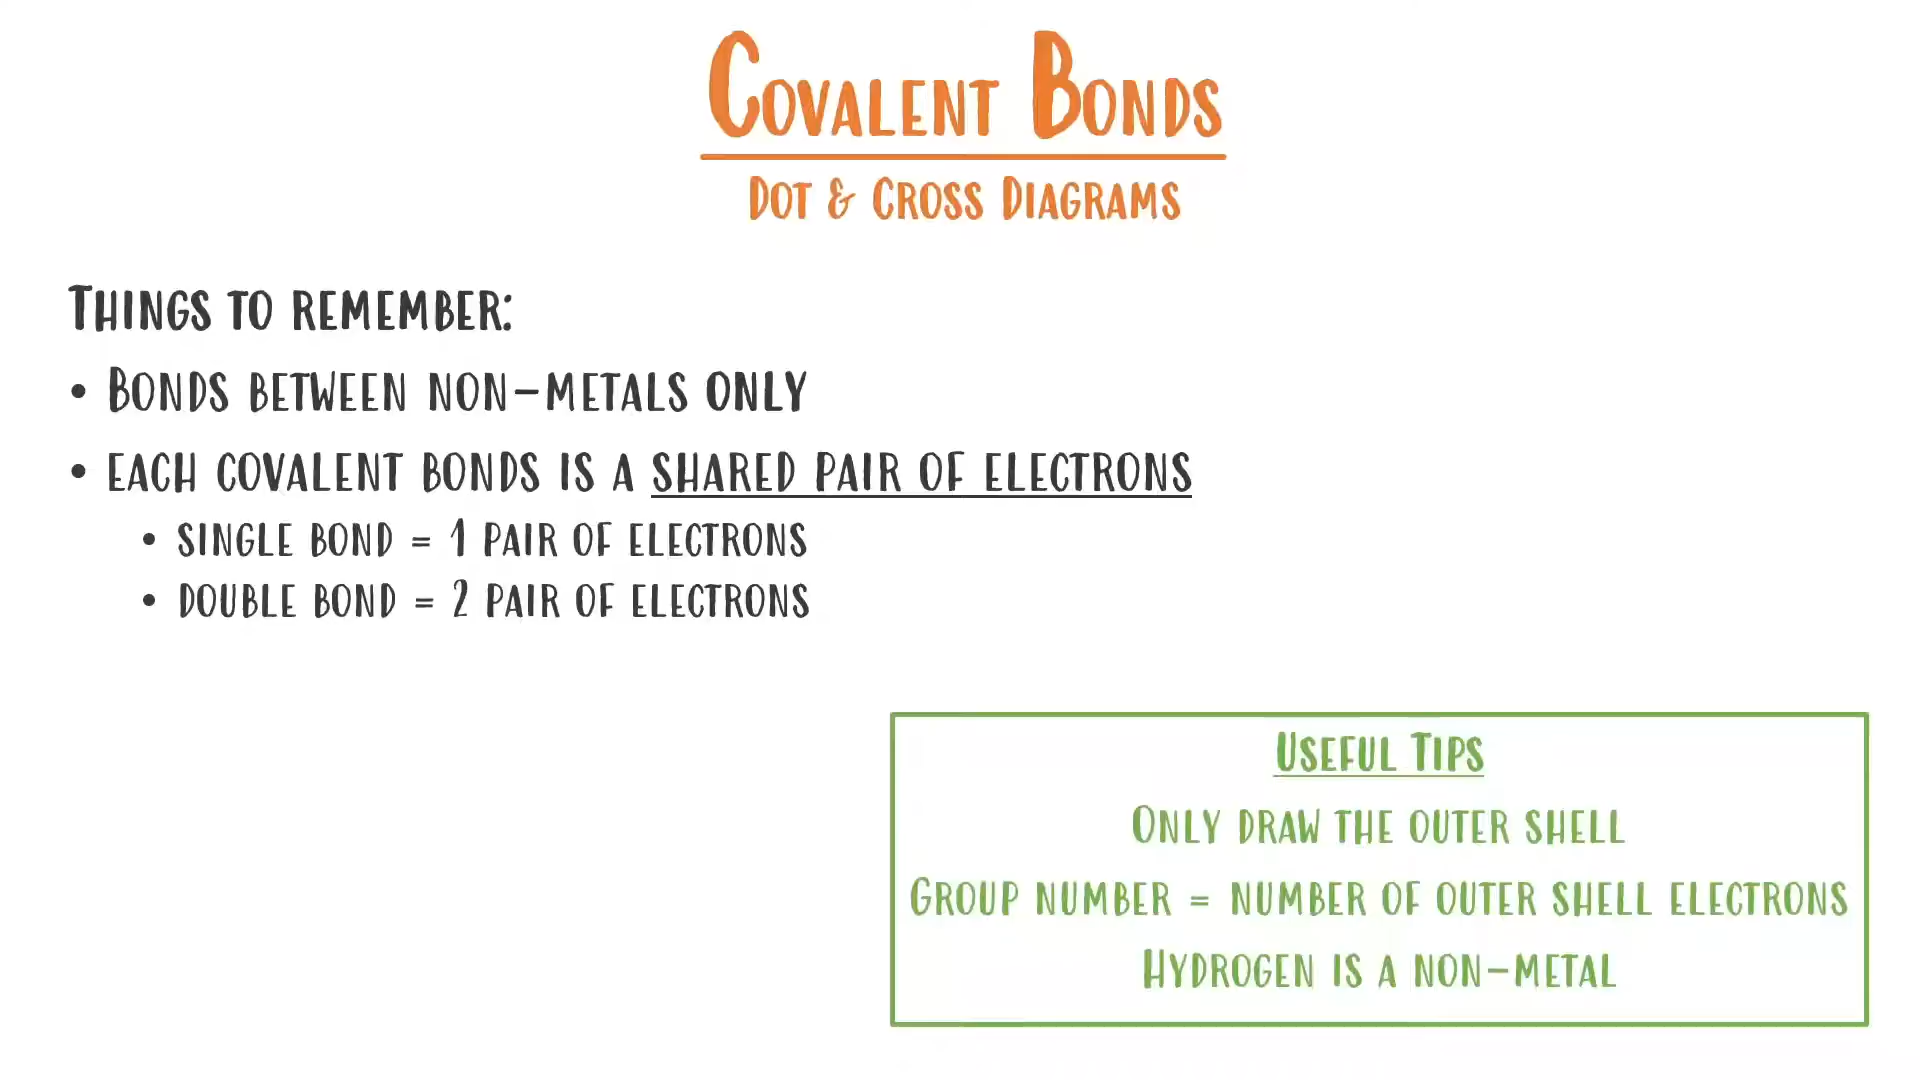 Covalent Bonds
Dot & Cross Diagrams
Things to remember:
• Bonds between non-metals only
• each covalent bonds is a shared pair of electrons
• single bond = 1 pair of electrons
• double bond = 2 pair of electrons
Useful Tips
Only draw the outer shell
Group number = number of outer shell electrons
Hydrogen is a non-metal